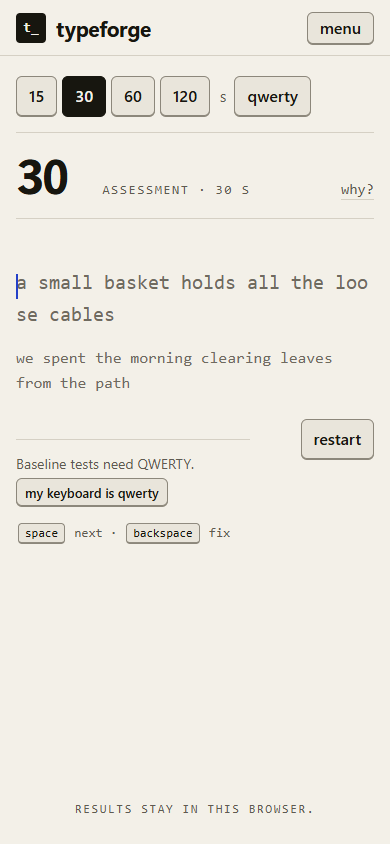 t_ typeforge menu
15 30 60 120 s qwerty
30 ASSESSMENT · 30 S why?
a small basket holds all the loo
se cables
we spent the morning clearing leaves
from the path
restart
Baseline tests need QWERTY.
my keyboard is qwerty
space next · backspace fix
RESULTS STAY IN THIS BROWSER.